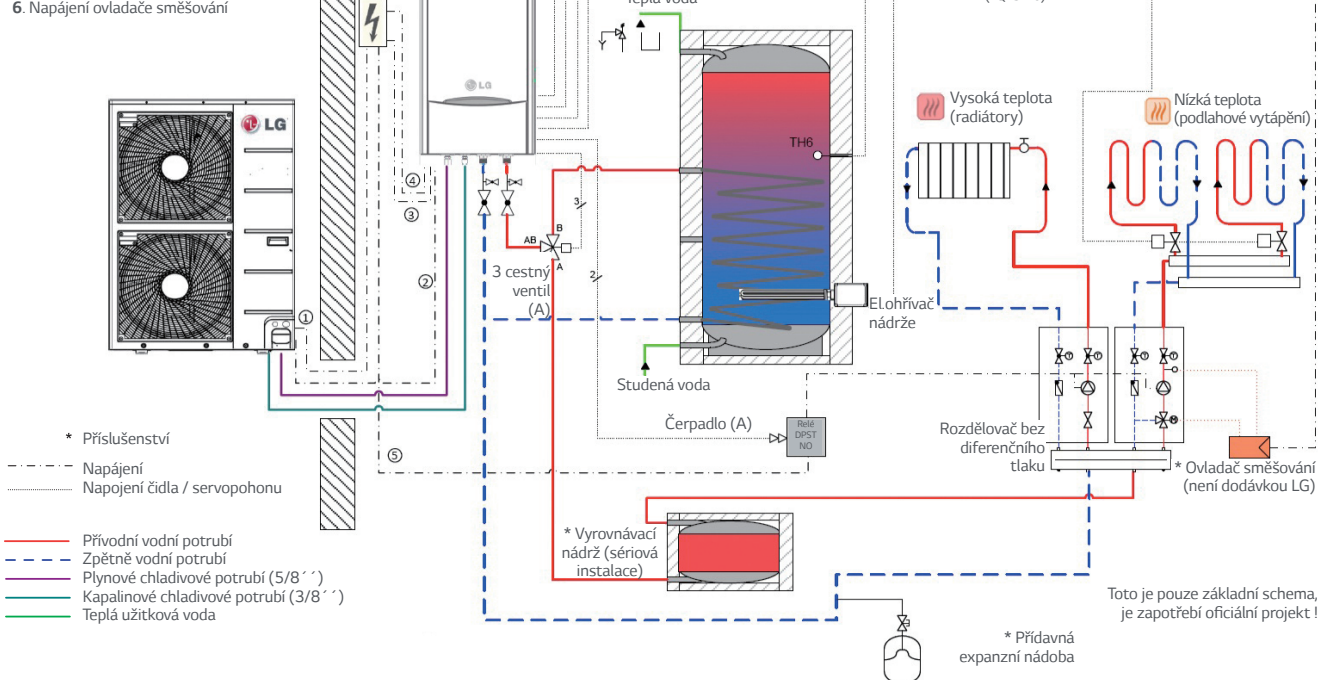 6. Napájení ovladače směšování
Teplá voda
LG
LG
TH6
Vysoká teplota
(radiátory)
Nízká teplota
(podlahové vytápění)
④
③
②
①
⑤
3
2
B
AB
A
3 cestný
ventil
(A)
El.ohřívač
nádrže
Studená voda
Čerpadlo (A)
Relé
DPST
NO
Rozdělovač bez
diferenčního
tlaku
T
T
T
T
M
* Ovladač směšování
(není dodávkou LG)
* Vyrovnávací
nádrž (sériová
instalace)
* Přídavná
expanzní nádoba
Toto je pouze základní schema,
je zapotřebí oficiální projekt !
* Příslušenství
Napájení
Napojení čidla / servopohonu
Přívodní vodní potrubí
Zpětně vodní potrubí
Plynové chladivové potrubí (5/8´´)
Kapalinové chladivové potrubí (3/8´´)
Teplá užitková voda